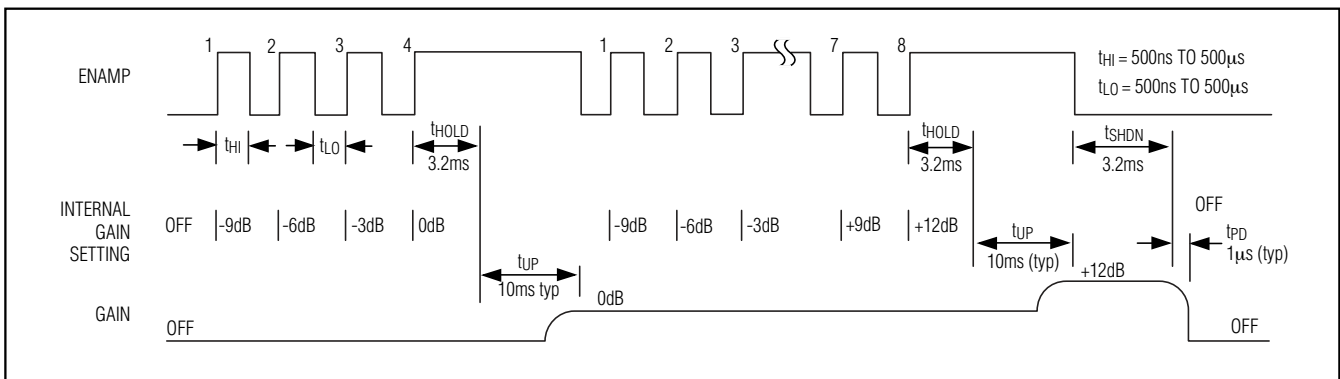 1 2 3 4 1 2 3 7 8
ENAMP
tHI = 500ns TO 500μs
tLO = 500ns TO 500μs
tHI tLO tHOLD tHOLD tSHDN
3.2ms 3.2ms 3.2ms
INTERNAL
GAIN
SETTING
OFF -9dB -6dB -3dB 0dB -9dB -6dB -3dB +9dB +12dB
OFF
tUP tUP tPD
10ms typ 10ms (typ) 1μs (typ)
+12dB
0dB
GAIN
OFF OFF